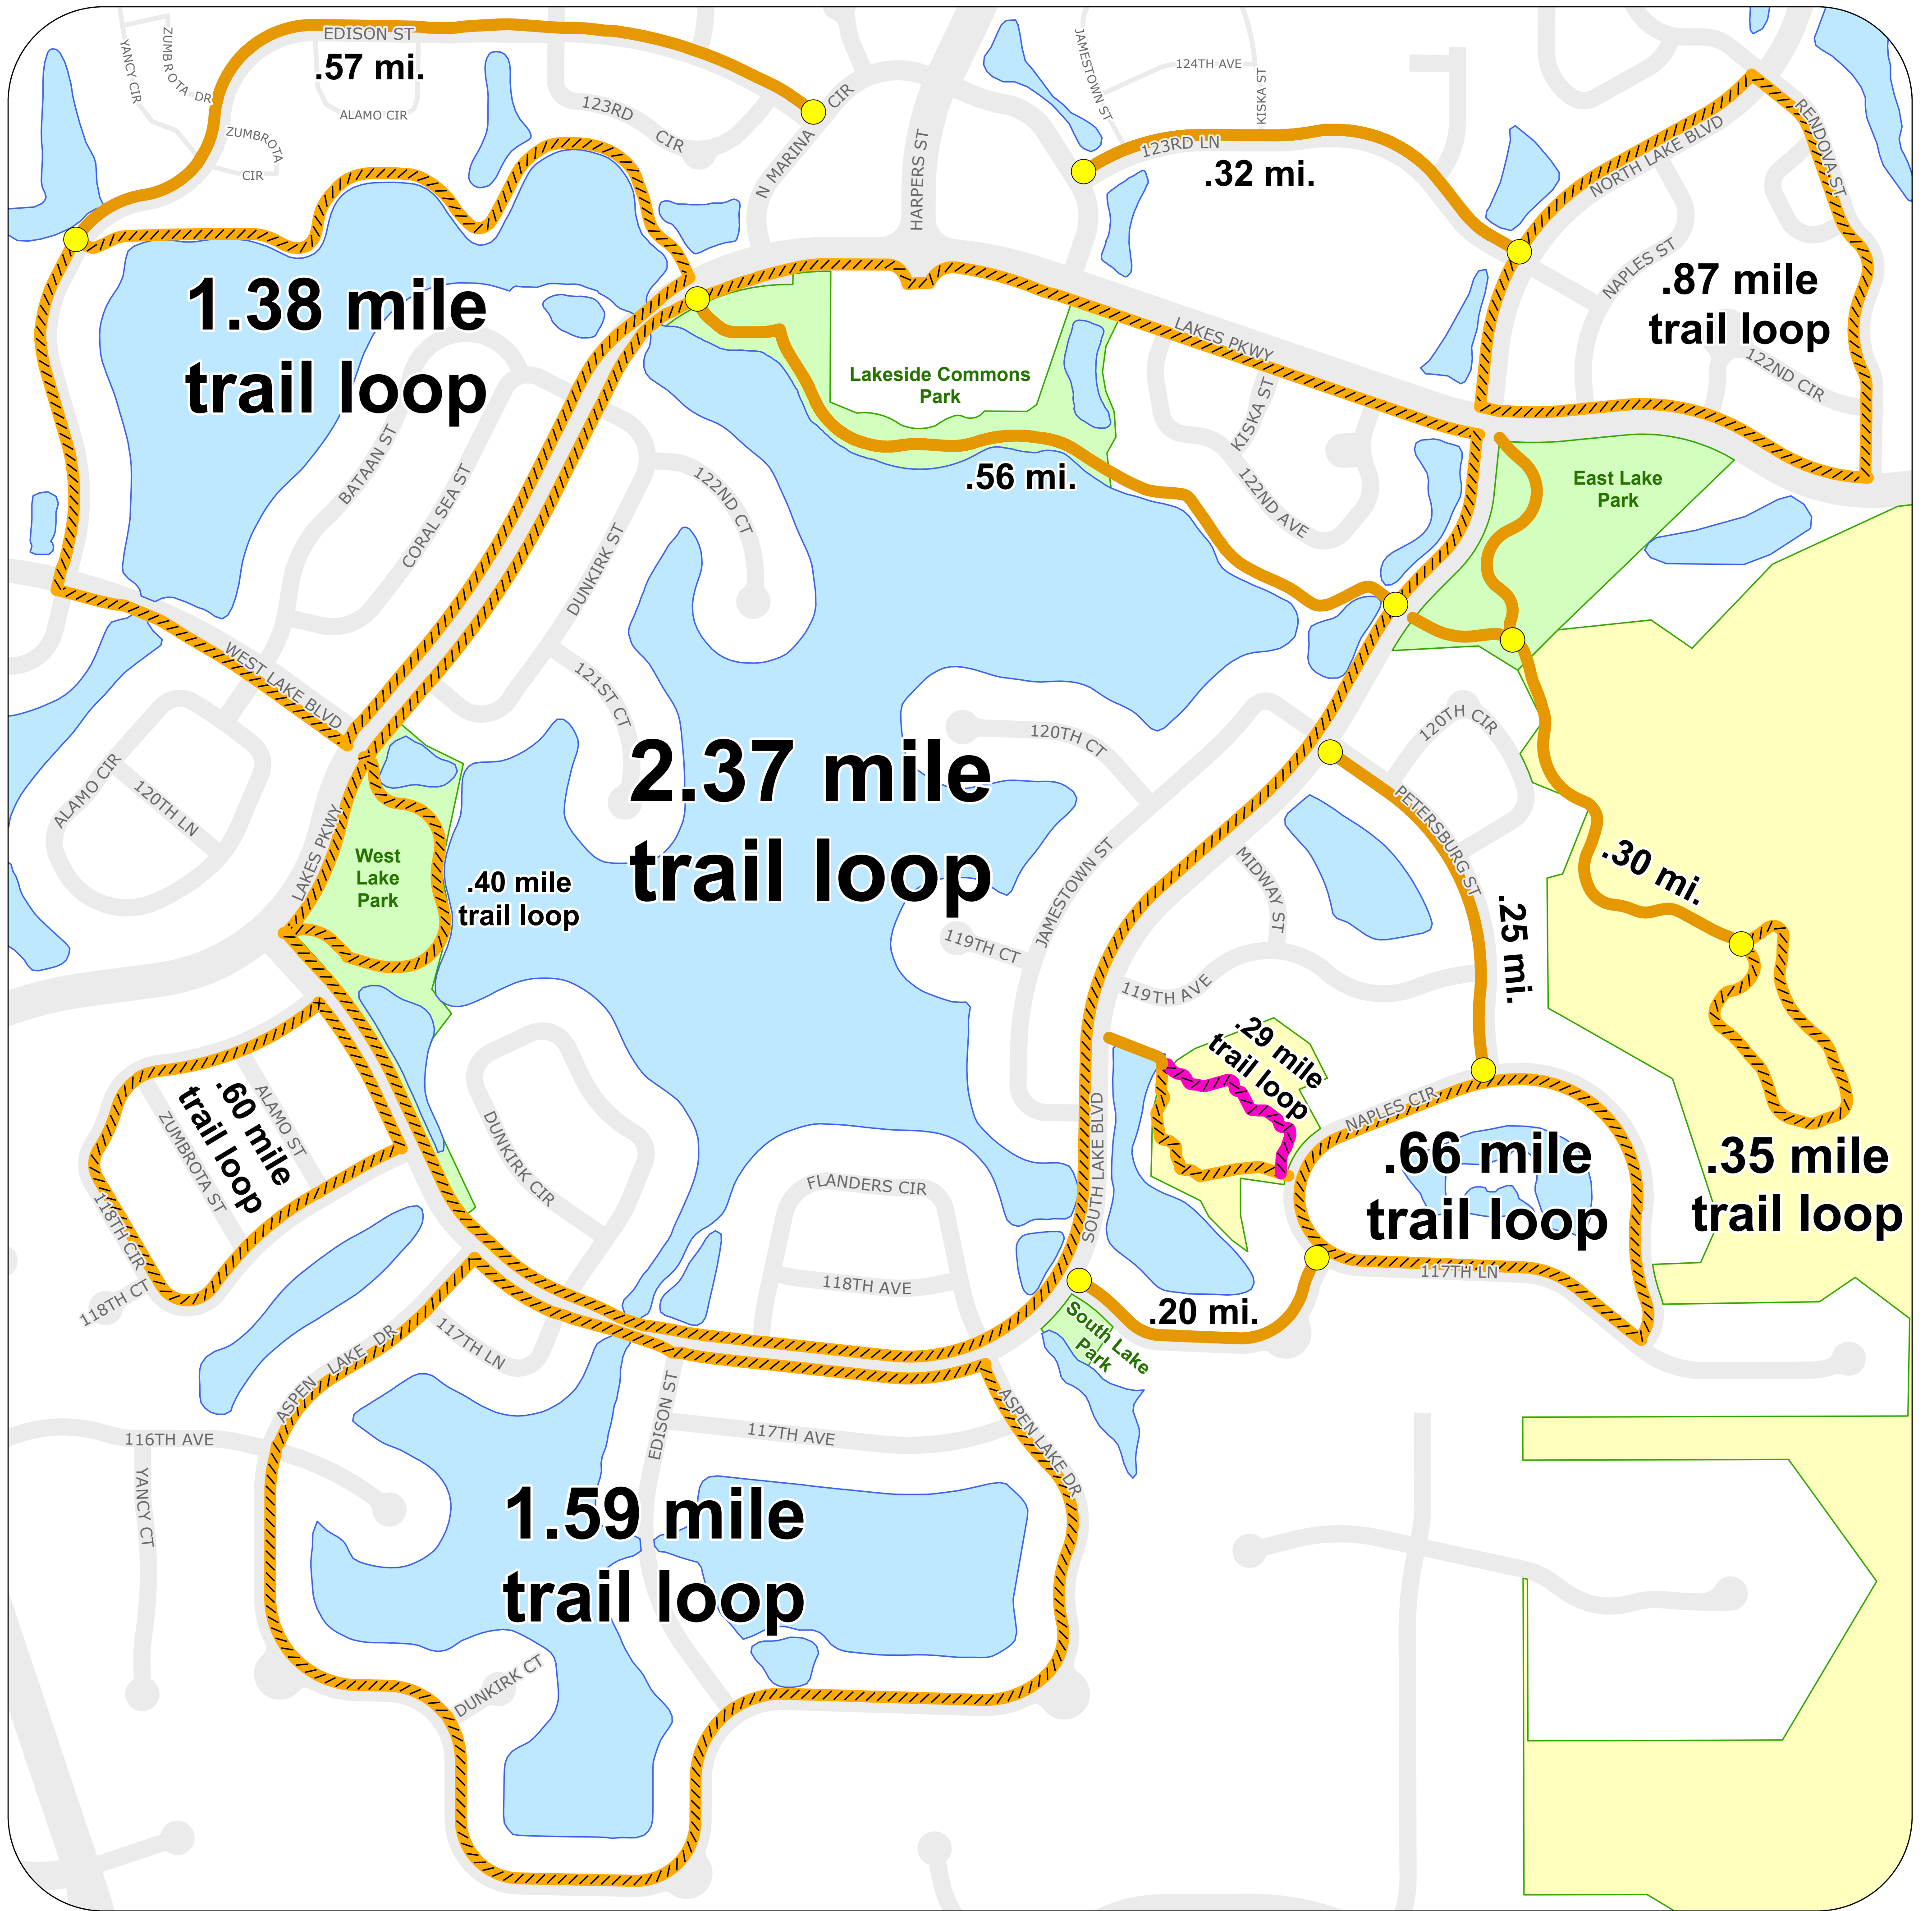 EDISON ST
.57 mi.
YANCY CIR
ZUMBROTA DR
ALAMO CIR
ZUMBROTA
CIR
123RD
CIR
N MARINA
CIR
HARPERS ST
JAMESTOWN ST
124TH AVE
KISKA ST
123RD LN
.32 mi.
NORTH LAKE BLVD
RENDOVA ST
NAPLES ST
.87 mile
trail loop
122ND CIR
1.38 mile
trail loop
LAKES PKWY
Lakeside Commons
Park
KISKA ST
122ND AVE
.56 mi.
East Lake
Park
BATAAN ST
CORAL SEA ST
122ND CT
DUNKIRK ST
121ST CT
WEST LAKE BLVD
ALAMO CIR
120TH LN
LAKES PKWY
West
Lake
Park
.40 mile
trail loop
2.37 mile
trail loop
120TH CT
JAMESTOWN ST
119TH CT
120TH CIR
PETERSBURG ST
MIDWAY ST
.25 mi.
.30 mi.
119TH AVE
.29 mile
trail loop
NAPLES CIR
.66 mile
trail loop
117TH LN
.35 mile
trail loop
.60 mile
trail loop
ALAMO ST
ZUMBROTA ST
118TH CIR
118TH CT
DUNKIRK CIR
FLANDERS CIR
118TH AVE
SOUTH LAKE BLVD
.20 mi.
South Lake
Park
ASPEN LAKE DR
117TH LN
EDISON ST
117TH AVE
ASPEN LAKE DR
116TH AVE
YANCY CT
1.59 mile
trail loop
DUNKIRK CT